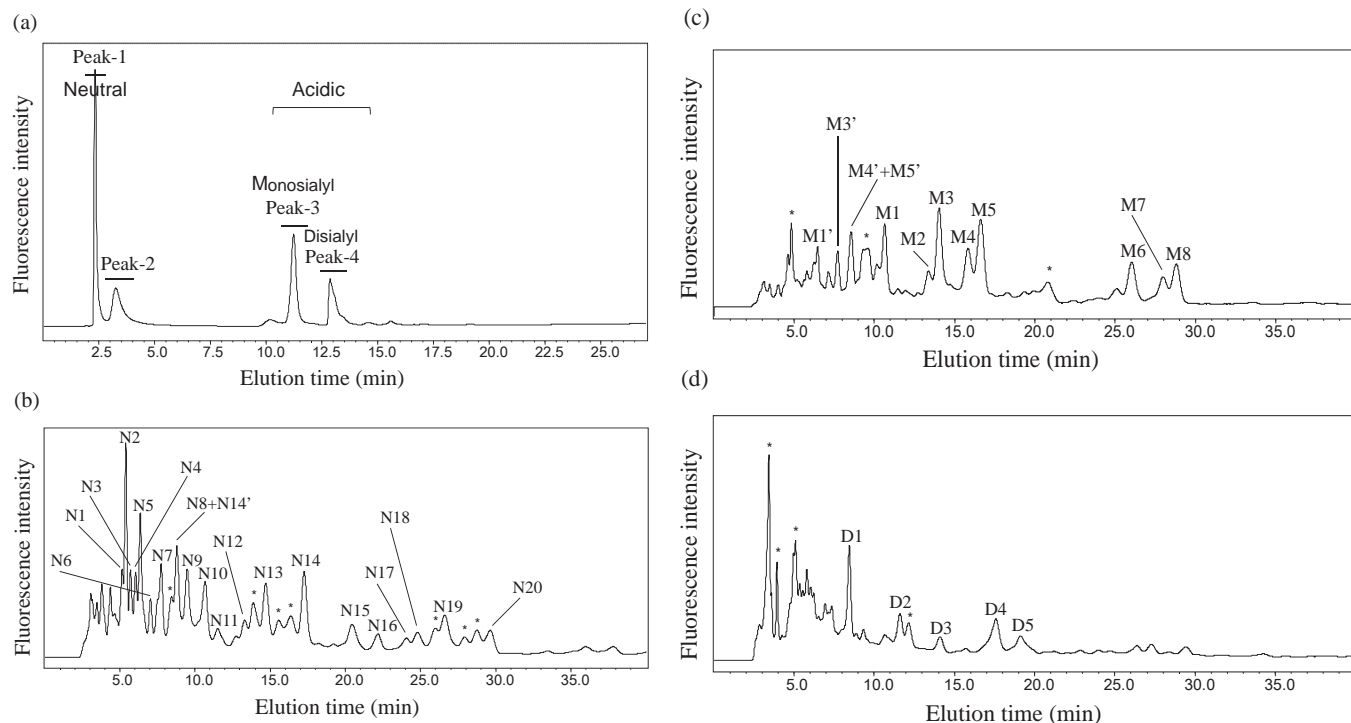 (a)
Fluorescence intensity
Peak-1
Neutral
Acidic
Monosialyl
Peak-3
Disialyl
Peak-4
Peak-2
2.5 5.0 7.5 10.0 12.5 15.0 17.5 20.0 22.5 25.0
Elution time (min)
(b)
Fluorescence intensity
N2
N4
N3
N5
N8+N14'
N1
N18
N6
N7
N12
N9
N13
N14
N17
N10
*
*
N20
N19
N15
* *
* * *
N11
N16
5.0 10.0 15.0 20.0 25.0 30.0 35.0
Elution time (min)
(c)
Fluorescence intensity
M3'
M4'+M5'
M3
M1
M5
M7
*
M1'
*
M2
M4
M6
M8
*
5.0 10.0 15.0 20.0 25.0 30.0 35.0
Elution time (min)
(d)
Fluorescence intensity
*
*
*
D1
D2
*
D4
D3
D5
5.0 10.0 15.0 20.0 25.0 30.0 35.0
Elution time (min)